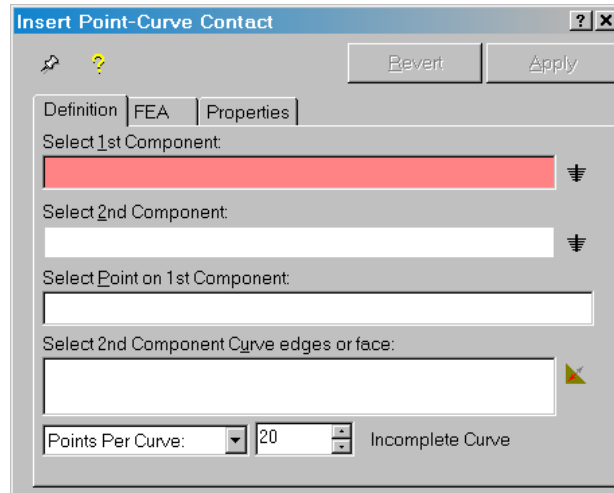 Insert Point-Curve Contact
Revert Apply
Definition FEA Properties
Select 1st Component:
Select 2nd Component:
Select Point on 1st Component:
Select 2nd Component Curve edges or face:
Points Per Curve: 20 Incomplete Curve